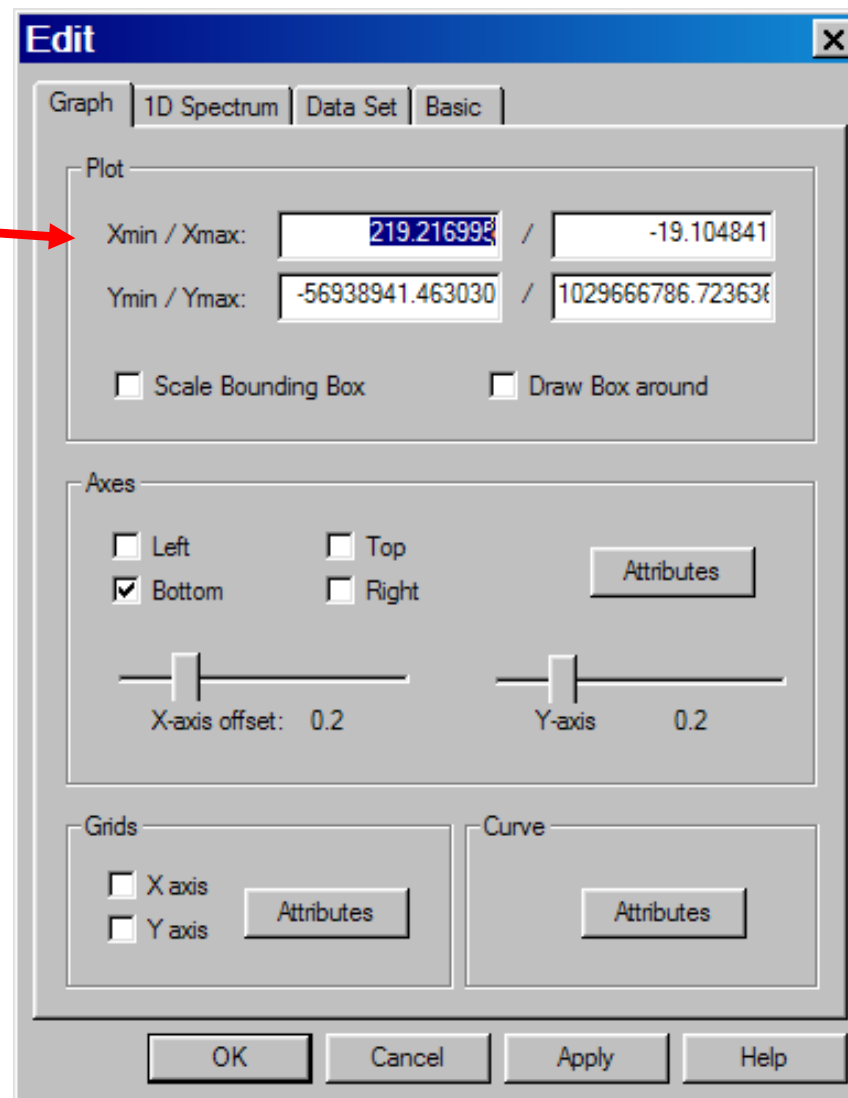 Edit
Graph 1D Spectrum Data Set Basic
Plot
Xmin / Xmax: 219.216995 / -19.104841
Ymin / Ymax: -56938941.463030 / 1029666786.723636
Scale Bounding Box Draw Box around
Axes
Left Top
Attributes
Bottom Right
X-axis offset: 0.2 Y-axis 0.2
Grids Curve
X axis
Attributes Attributes
Y axis
OK Cancel Apply Help